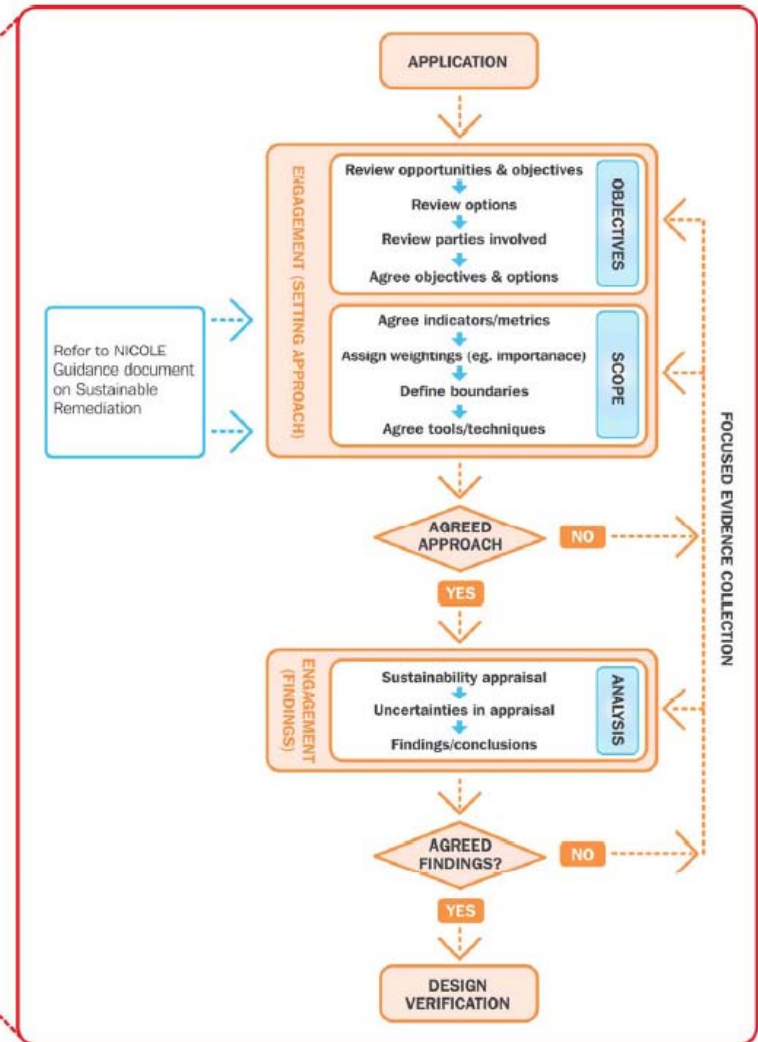 APPLICATION
ENGAGEMENT (SETTING APPROACH)
Review opportunities & objectives
Review options
Review parties involved
Agree objectives & options
OBJECTIVES
Agree indicators/metrics
Assign weightings (eg. importanace)
Define boundaries
Agree tools/techniques
SCOPE
Refer to NICOLE
Guidance document
on Sustainable
Remediation
AGREED
APPROACH
NO
YES
FOCUSED EVIDENCE COLLECTION
ENGAGEMENT
(FINDINGS)
Sustainability appraisal
Uncertainties in appraisal
Findings/conclusions
ANALYSIS
AGREED
FINDINGS?
NO
YES
DESIGN
VERIFICATION